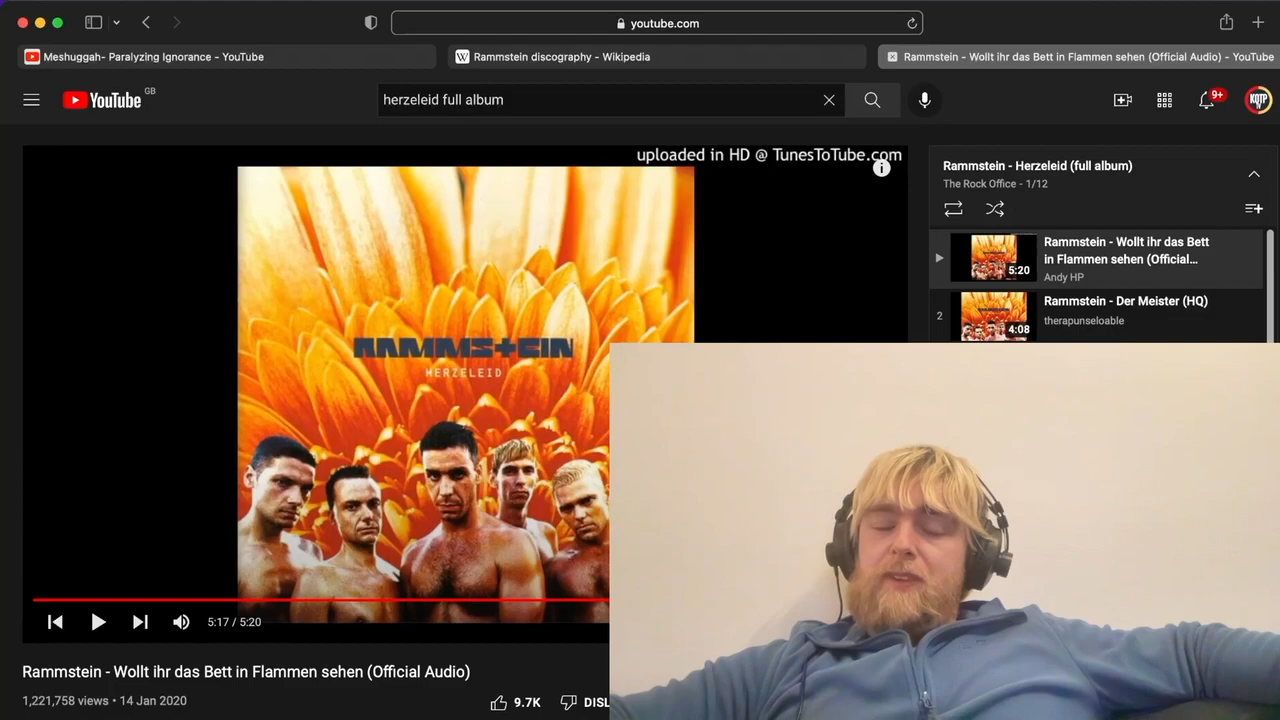 youtube.com
Meshuggah- Paralyzing Ignorance - YouTube
W Rammstein discography - Wikipedia
Rammstein - Wollt ihr das Bett in Flammen sehen (Official Audio) - YouTube
YouTube GB
herzeleid full album
9+
KQTP
uploaded in HD @ TunesToTube.com
RAMMSTEIN
HERZELEID
Rammstein - Herzeleid (full album)
The Rock Office - 1/12
Rammstein - Wollt ihr das Bett
in Flammen sehen (Official...
Andy HP
5:20
2
Rammstein - Der Meister (HQ)
therapunseloable
4:08
5:17 / 5:20
Rammstein - Wollt ihr das Bett in Flammen sehen (Official Audio)
1,221,758 views • 14 Jan 2020
9.7K
DISL